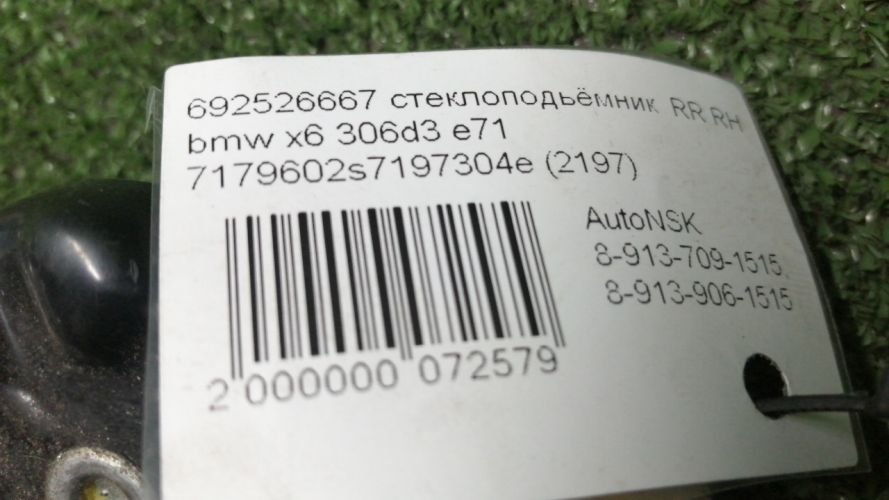 692526667 стеклоподьёмник RR RH
bmw x6 306d3 e71
7179602s7197304e (2197)
AutoNSK
8-913-709-1515
8-913-906-1515
2 000000 072579